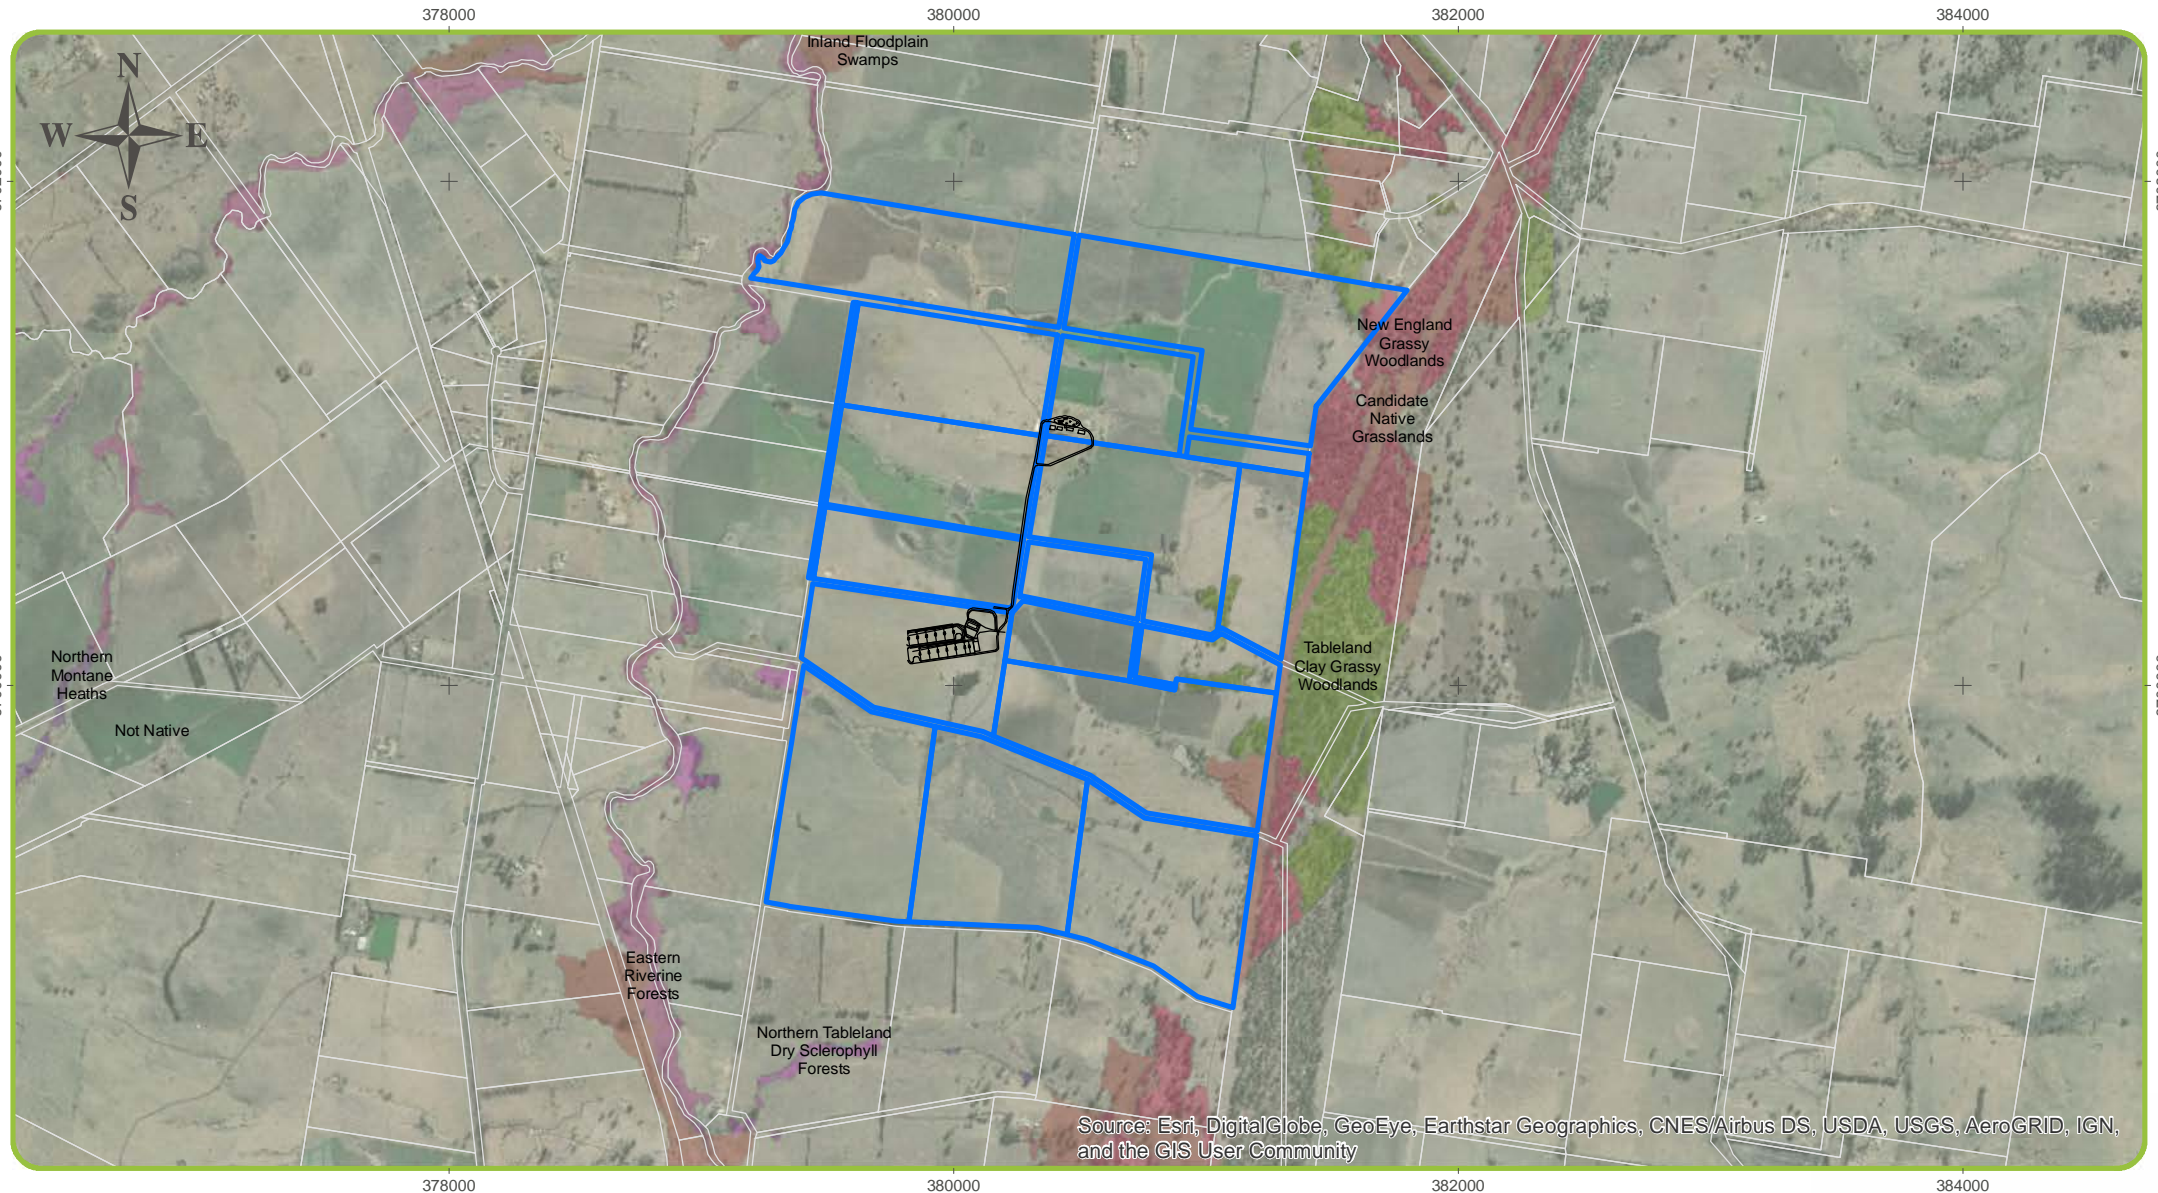 378000
380000
382000
384000
Inland Floodplain
Swamps
N
W
E
S
New England
Grassy
Woodlands
Candidate
Native
Grasslands
Northern
Montane
Heaths
Not Native
Tableland
Clay Grassy
Woodlands
Eastern
Riverine
Forests
Northern Tableland
Dry Sclerophyll
Forests
Source: Esri, DigitalGlobe, GeoEye, Earthstar Geographics, CNES/Airbus DS, USDA, USGS, AeroGRID, IGN,
and the GIS User Community
378000
380000
382000
384000